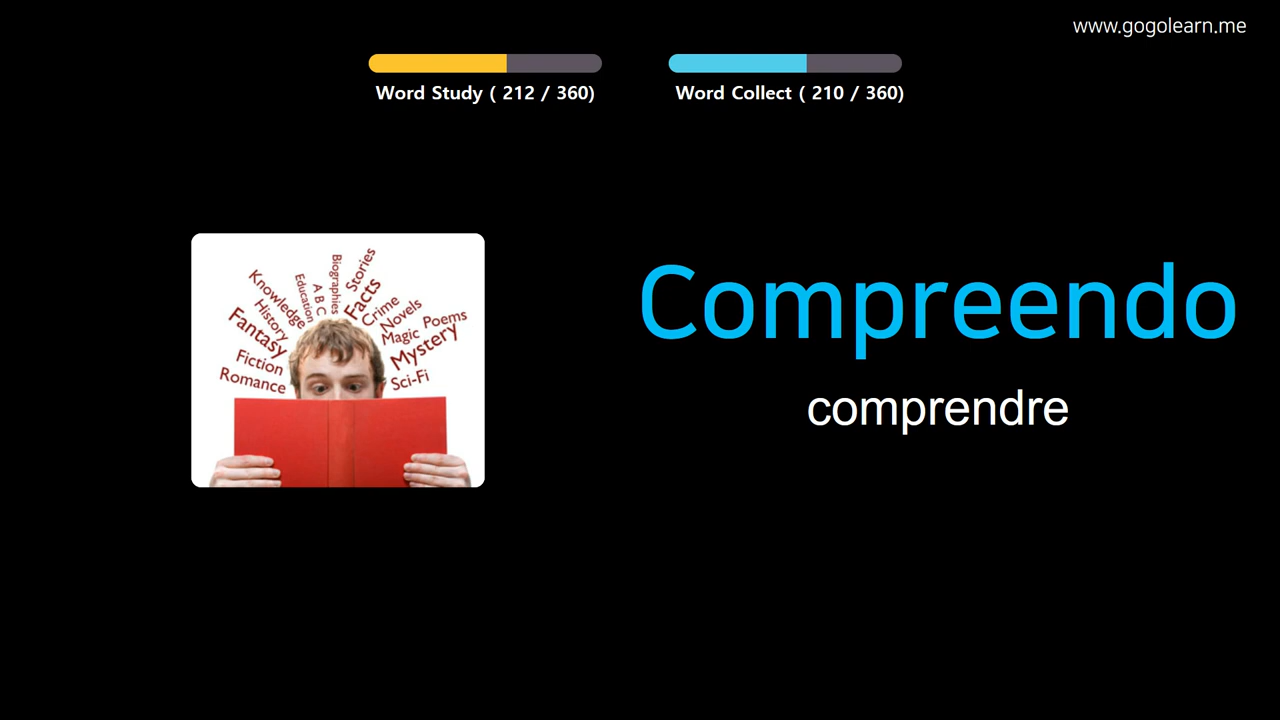 www.gogolearn.me
Word Study ( 212 / 360)
Word Collect ( 210 / 360)
Stories
Biographies
Facts
A B C
Education
Knowledge
History
Crime
Novels
Poems
Magic
Fantasy
Mystery
Fiction
Romance
Sci-Fi
Compreendo
comprendre